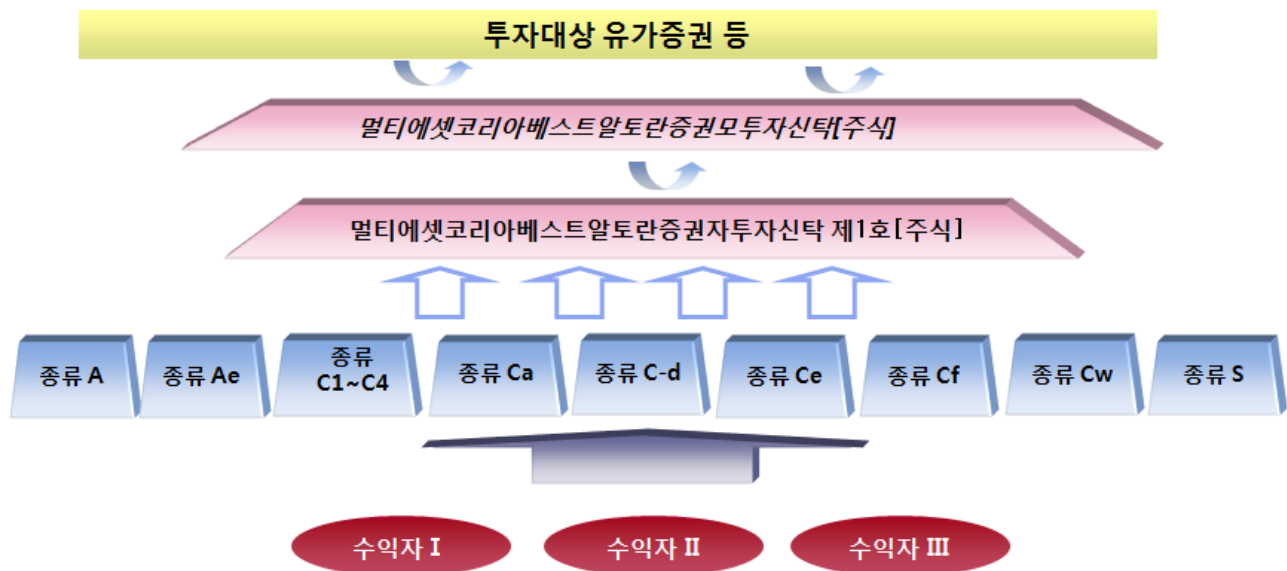 투자대상 유가증권 등
멀티에셋코리아베스트알토란증권모투자신탁[주식]
멀티에셋코리아베스트알토란증권자투자신탁 제1호[주식]
종류 A
종류 Ae
종류
C1~C4
종류 Ca
종류 C-d
종류 Ce
종류 Cf
종류 Cw
종류 S
수익자 I
수익자 II
수익자 III